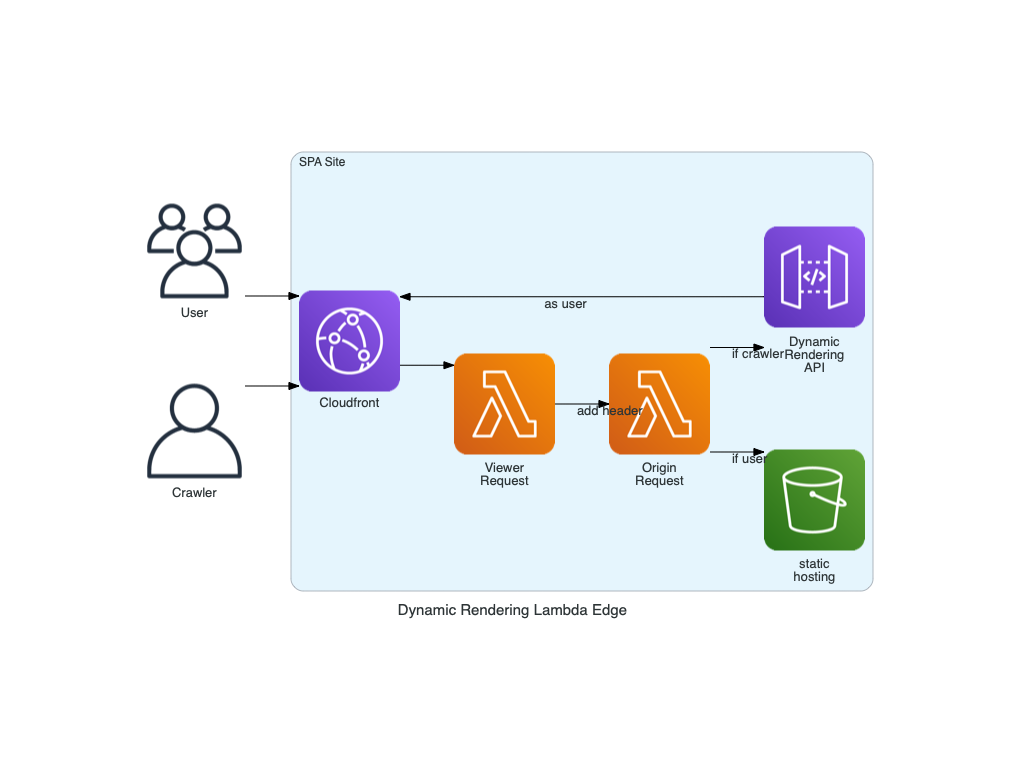 SPA Site
User
as user
Dynamic
Rendering
API
if crawler
Cloudfront
add header
if user
Viewer
Request
Origin
Request
Crawler
static
hosting
Dynamic Rendering Lambda Edge